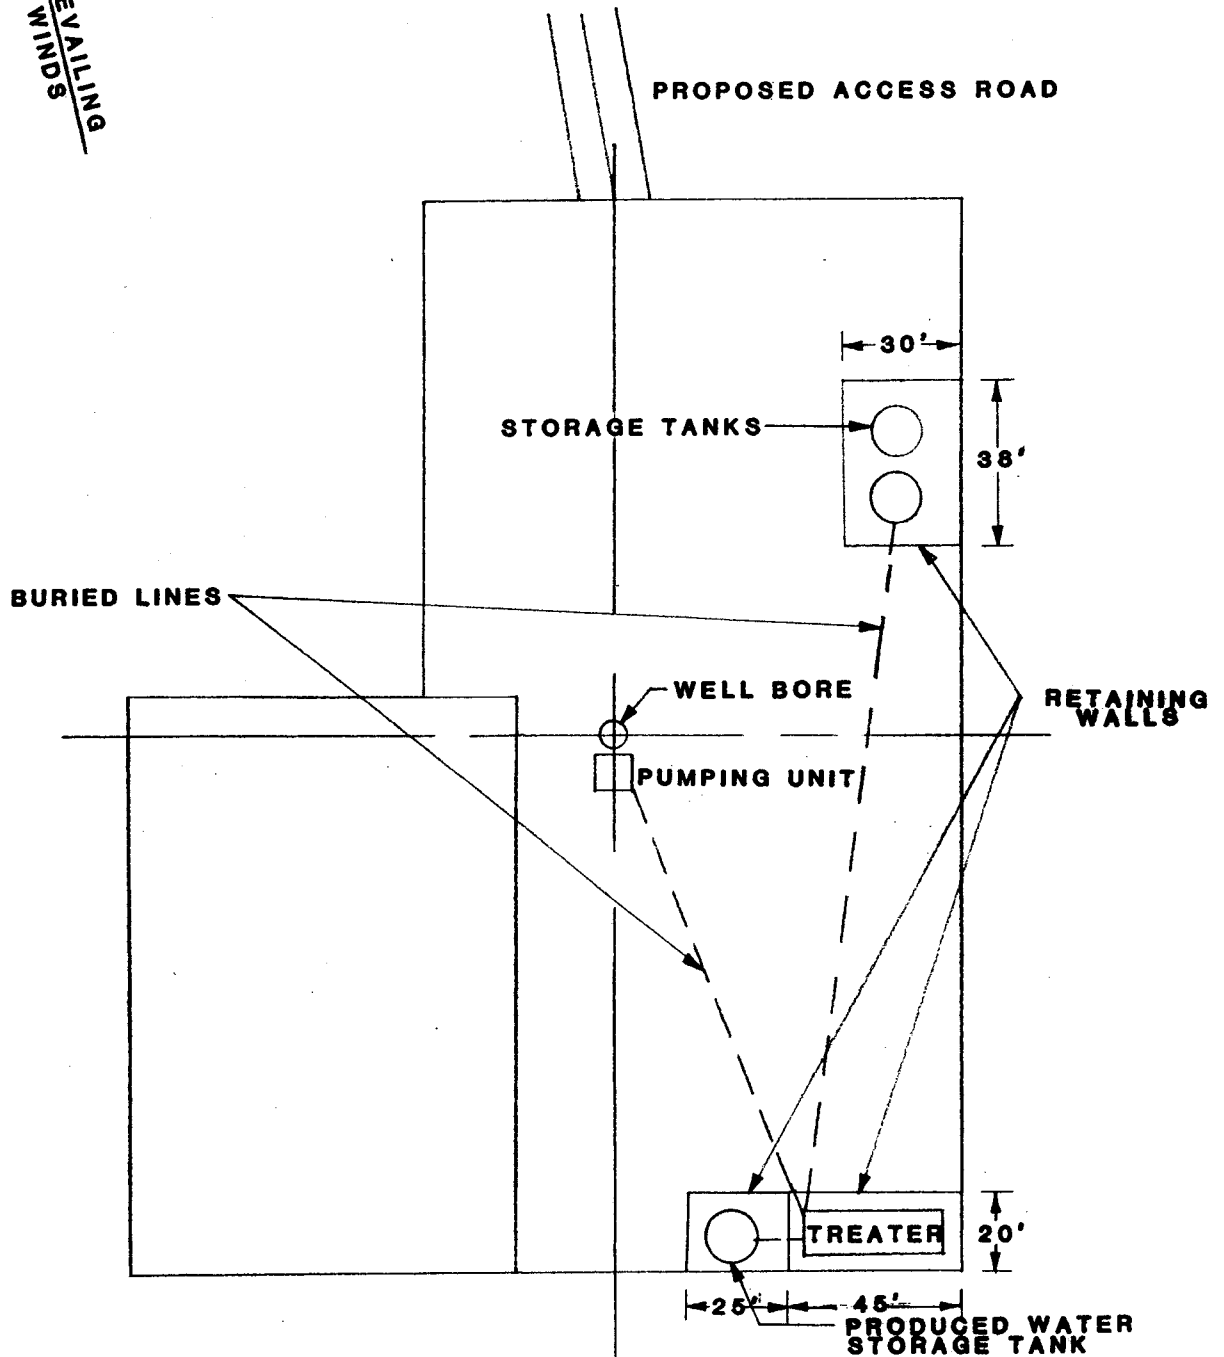 EVAILING
WINDS
PROPOSED ACCESS ROAD
30'
STORAGE TANKS
38'
BURIED LINES
WELL BORE
RETAINING
WALLS
PUMPING UNIT
TREATER
20'
25'
45'
PRODUCED WATER
STORAGE TANK